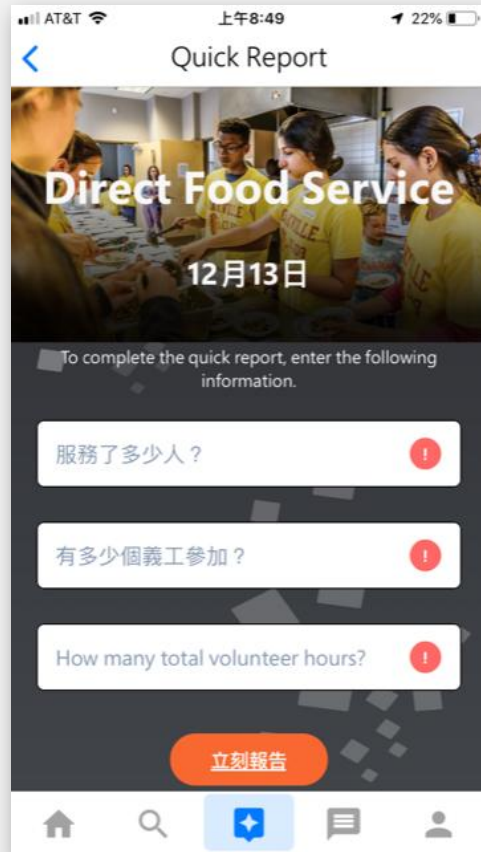 AT&T 上午8:49 22%
Quick Report
Direct Food Service
12月13日
To complete the quick report, enter the following
information.
服務了多少人？
!
有多少個義工參加？
!
How many total volunteer hours?
!
立刻報告